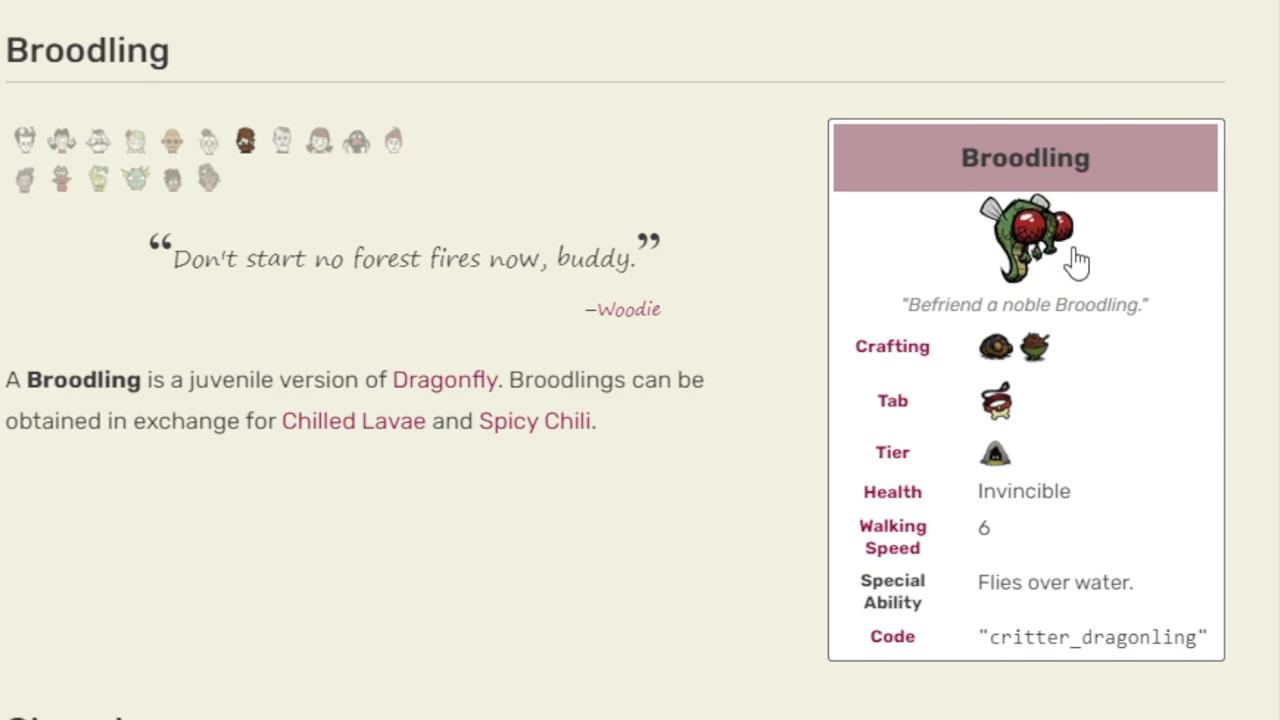 Broodling
“Don't start no forest fires now, buddy.”
–Woodie
A Broodling is a juvenile version of Dragonfly. Broodlings can be
obtained in exchange for Chilled Lavae and Spicy Chili.
Broodling
"Befriend a noble Broodling."
Crafting
Tab
Tier
Health Invincible
Walking Speed 6
Special Ability Flies over water.
Code "critter_dragonling"